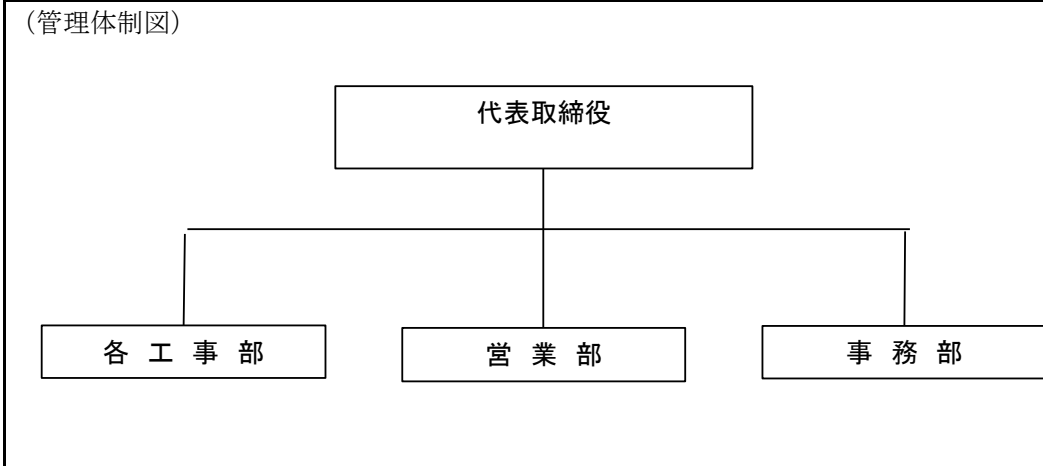 （管理体制図）
代表取締役
各 工 事 部
営 業 部
事 務 部